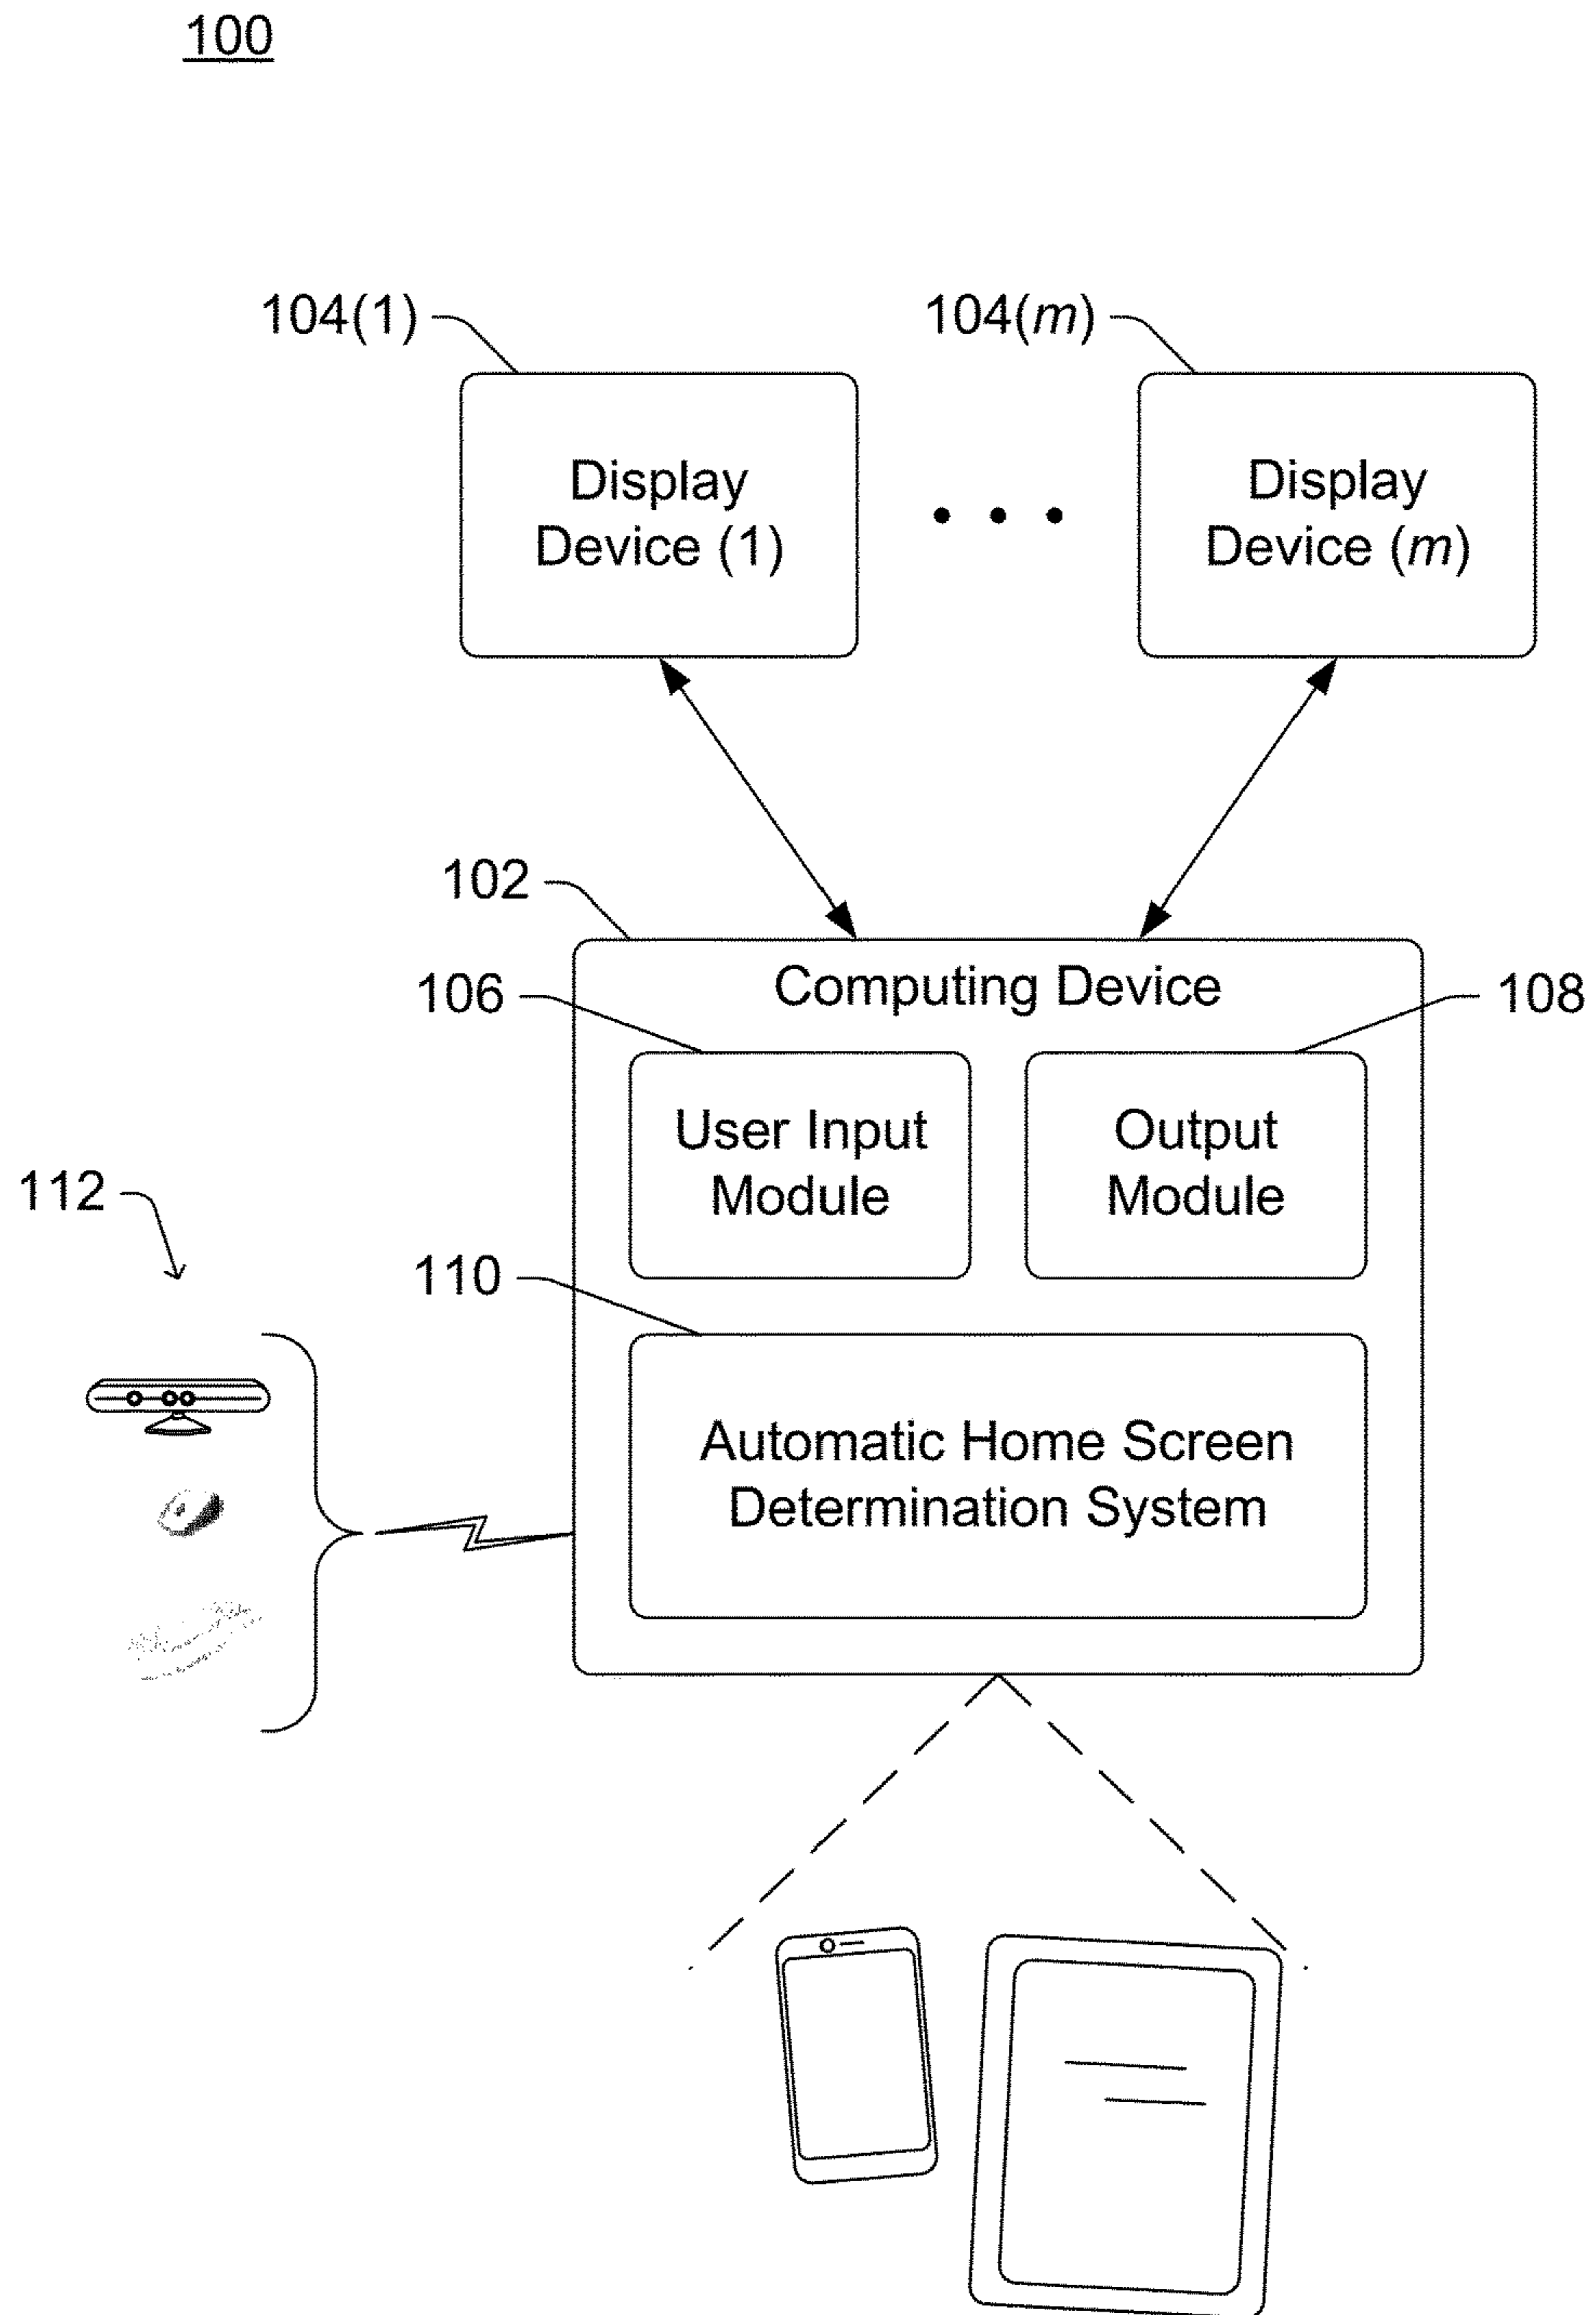 100
104(1)
104(m)
Display
Device (1)
Display
Device (m)
102
Computing Device
106
108
User Input
Module
Output
Module
112
110
Automatic Home Screen
Determination System